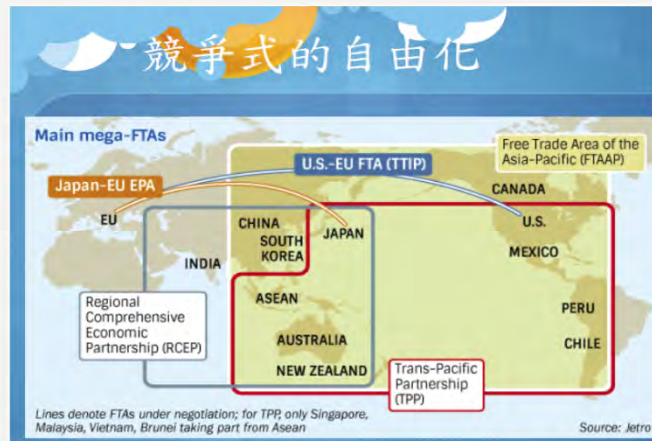 競爭式的自由化
Main mega-FTAs
Free Trade Area of the
Asia-Pacific (FTAAP)
U.S.-EU FTA (TTIP)
Japan-EU EPA
CANADA
EU
CHINA
JAPAN
U.S.
SOUTH
KOREA
MEXICO
INDIA
ASEAN
Regional
Comprehensive
Economic
Partnership (RCEP)
PERU
AUSTRALIA
CHILE
NEW ZEALAND
Trans-Pacific
Partnership
(TPP)
Lines denote FTAs under negotiation; for TPP, only Singapore,
Malaysia, Vietnam, Brunei taking part from Asean
Source: Jetro